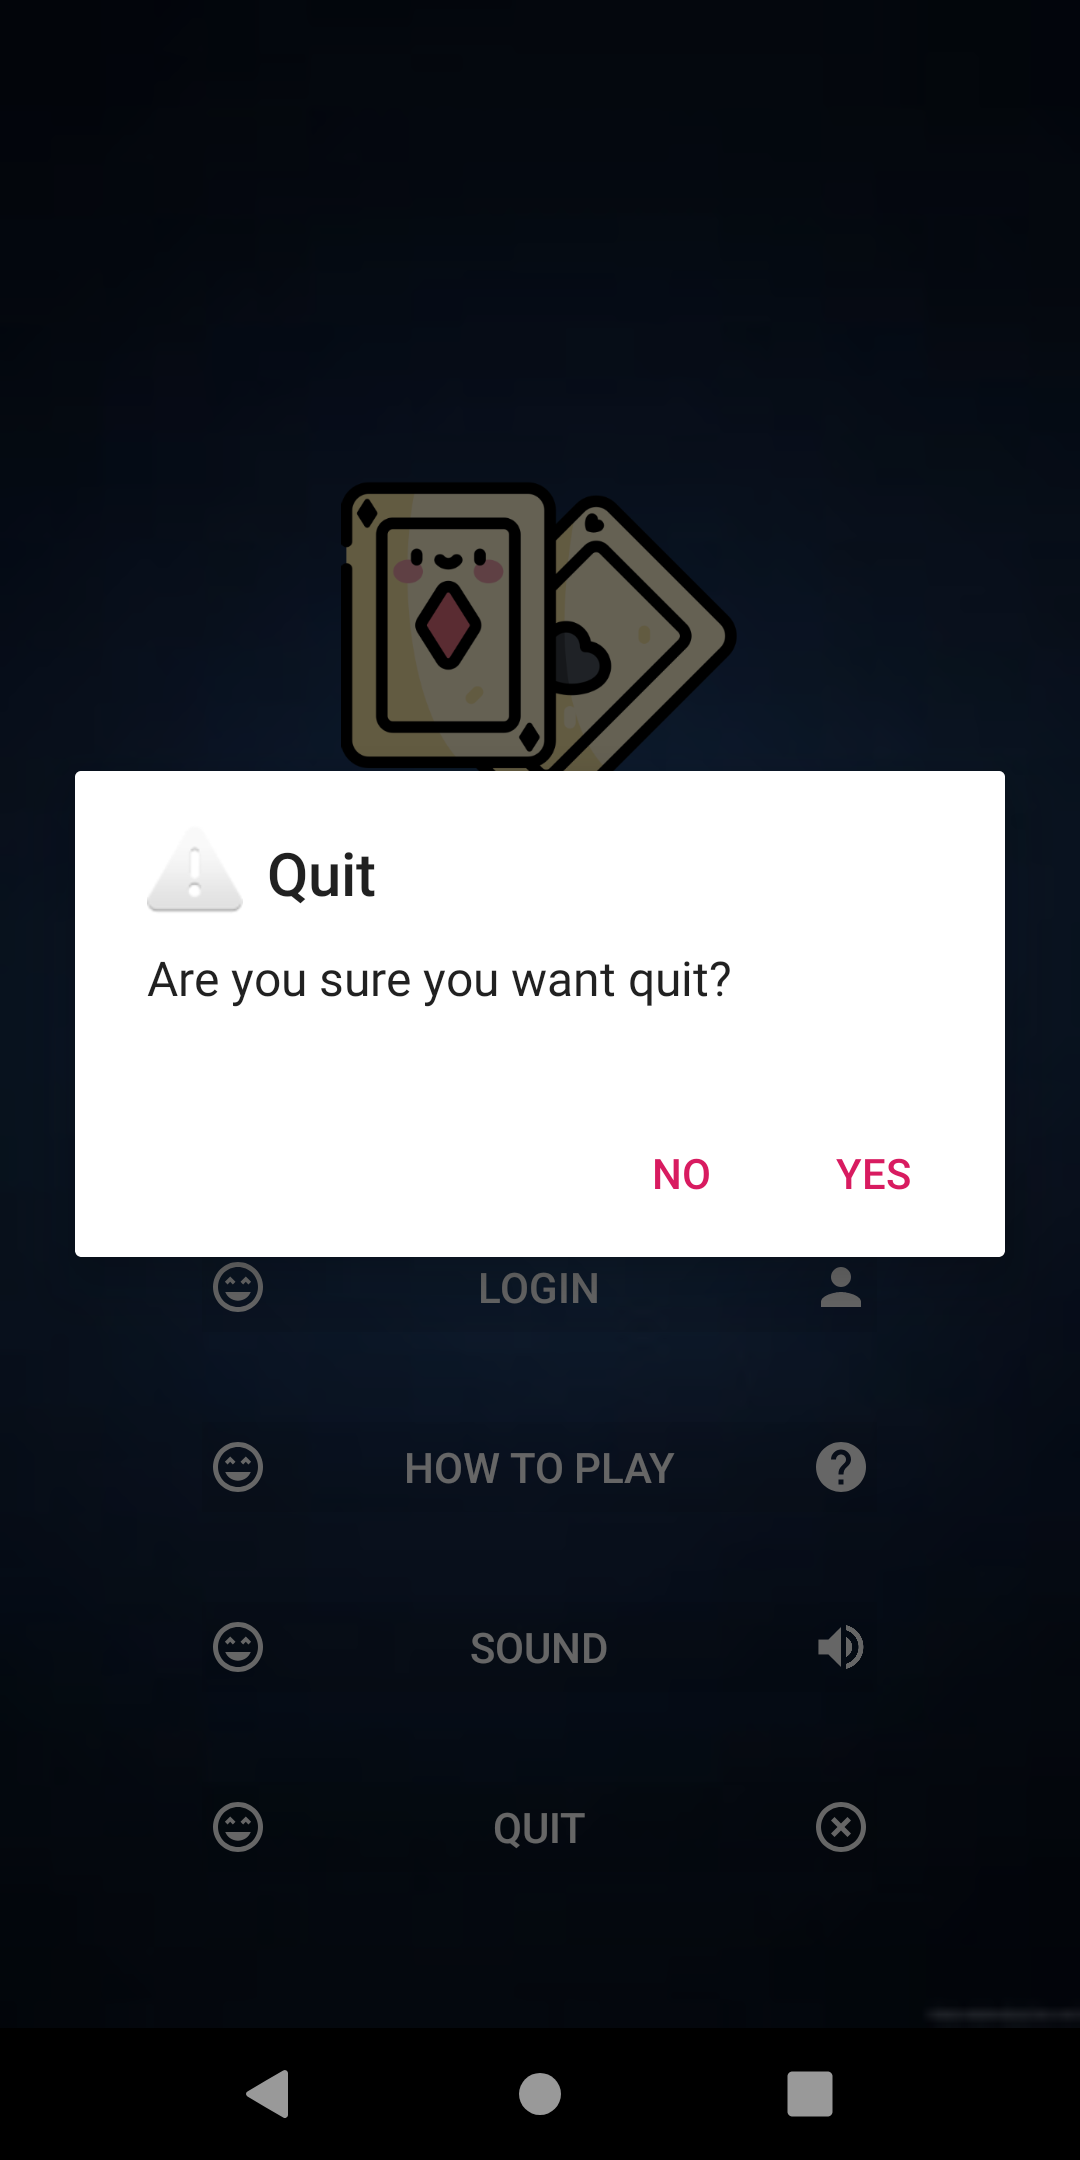 Quit
Are you sure you want quit?
NO YES
LOGIN
HOW TO PLAY
SOUND
QUIT